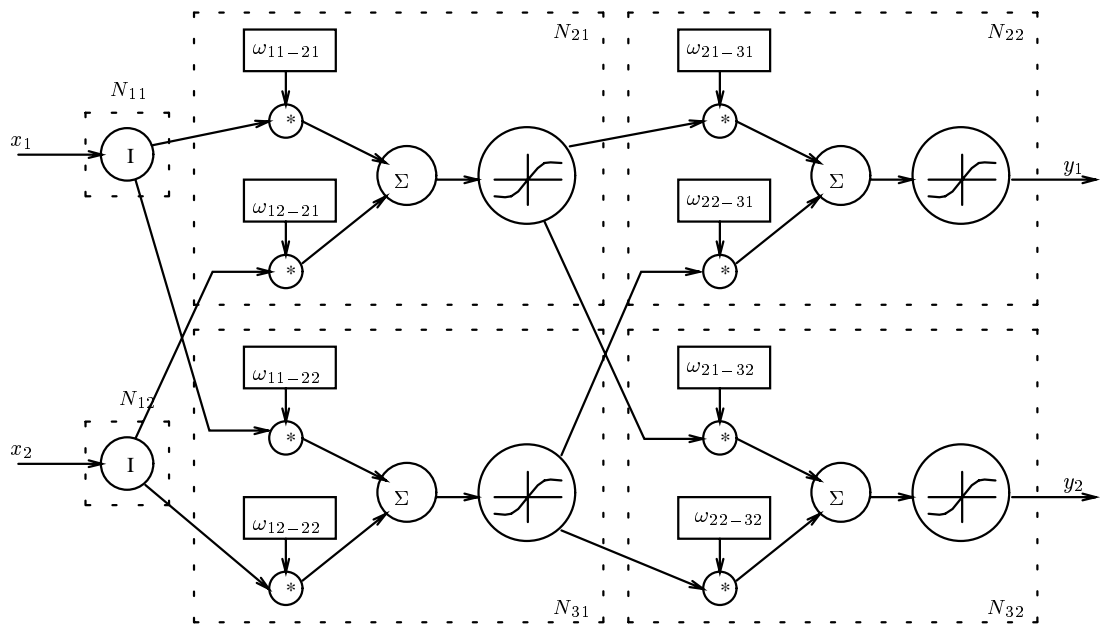 N₂₁ N₂₂
ω₁₁₋₂₁ ω₂₁₋₃₁
N₁₁
* *
x₁ I
Σ Σ y₁
ω₁₂₋₂₁ ω₂₂₋₃₁
* *
ω₁₁₋₂₂ ω₂₁₋₃₂
N₁₂
* *
x₂ I
Σ Σ y₂
ω₁₂₋₂₂ ω₂₂₋₃₂
* *
N₃₁ N₃₂